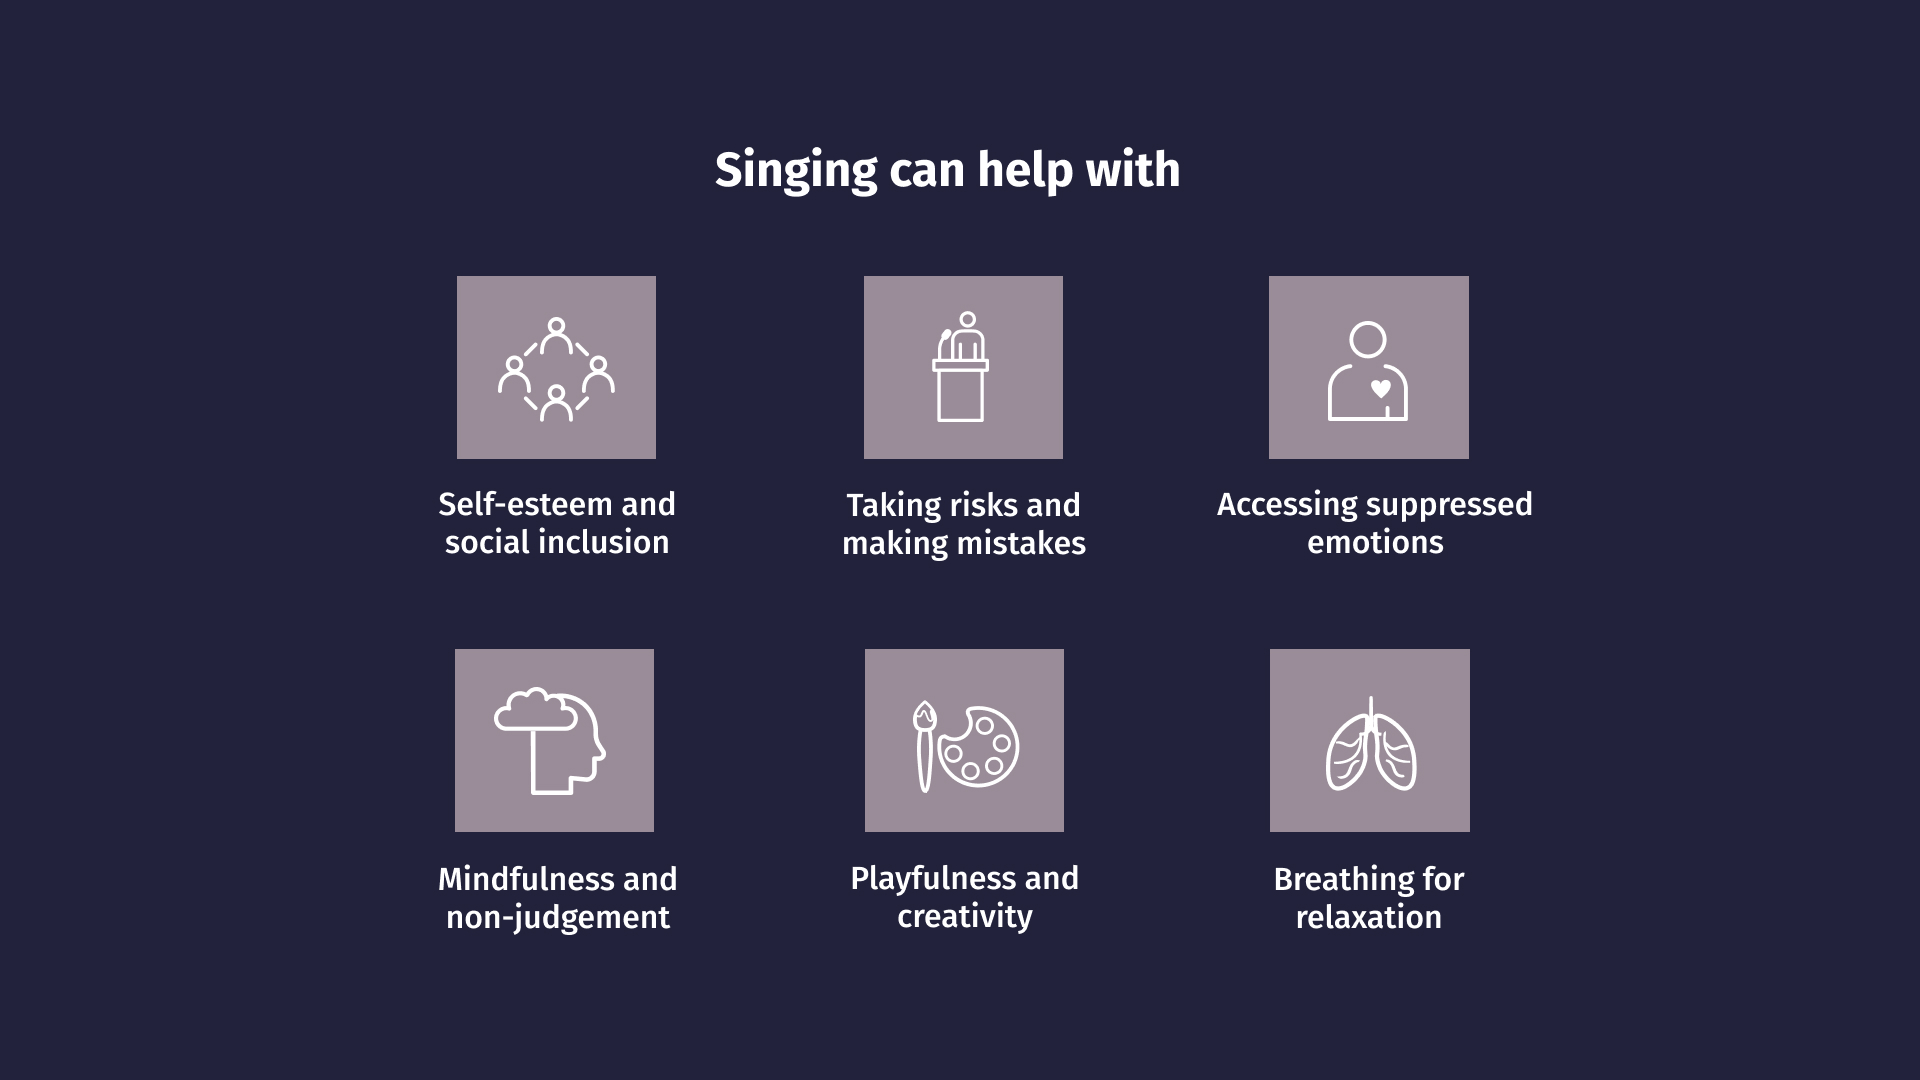 Singing can help with
Self-esteem and
social inclusion
Taking risks and
making mistakes
Accessing suppressed
emotions
Mindfulness and
non-judgement
Playfulness and
creativity
Breathing for
relaxation